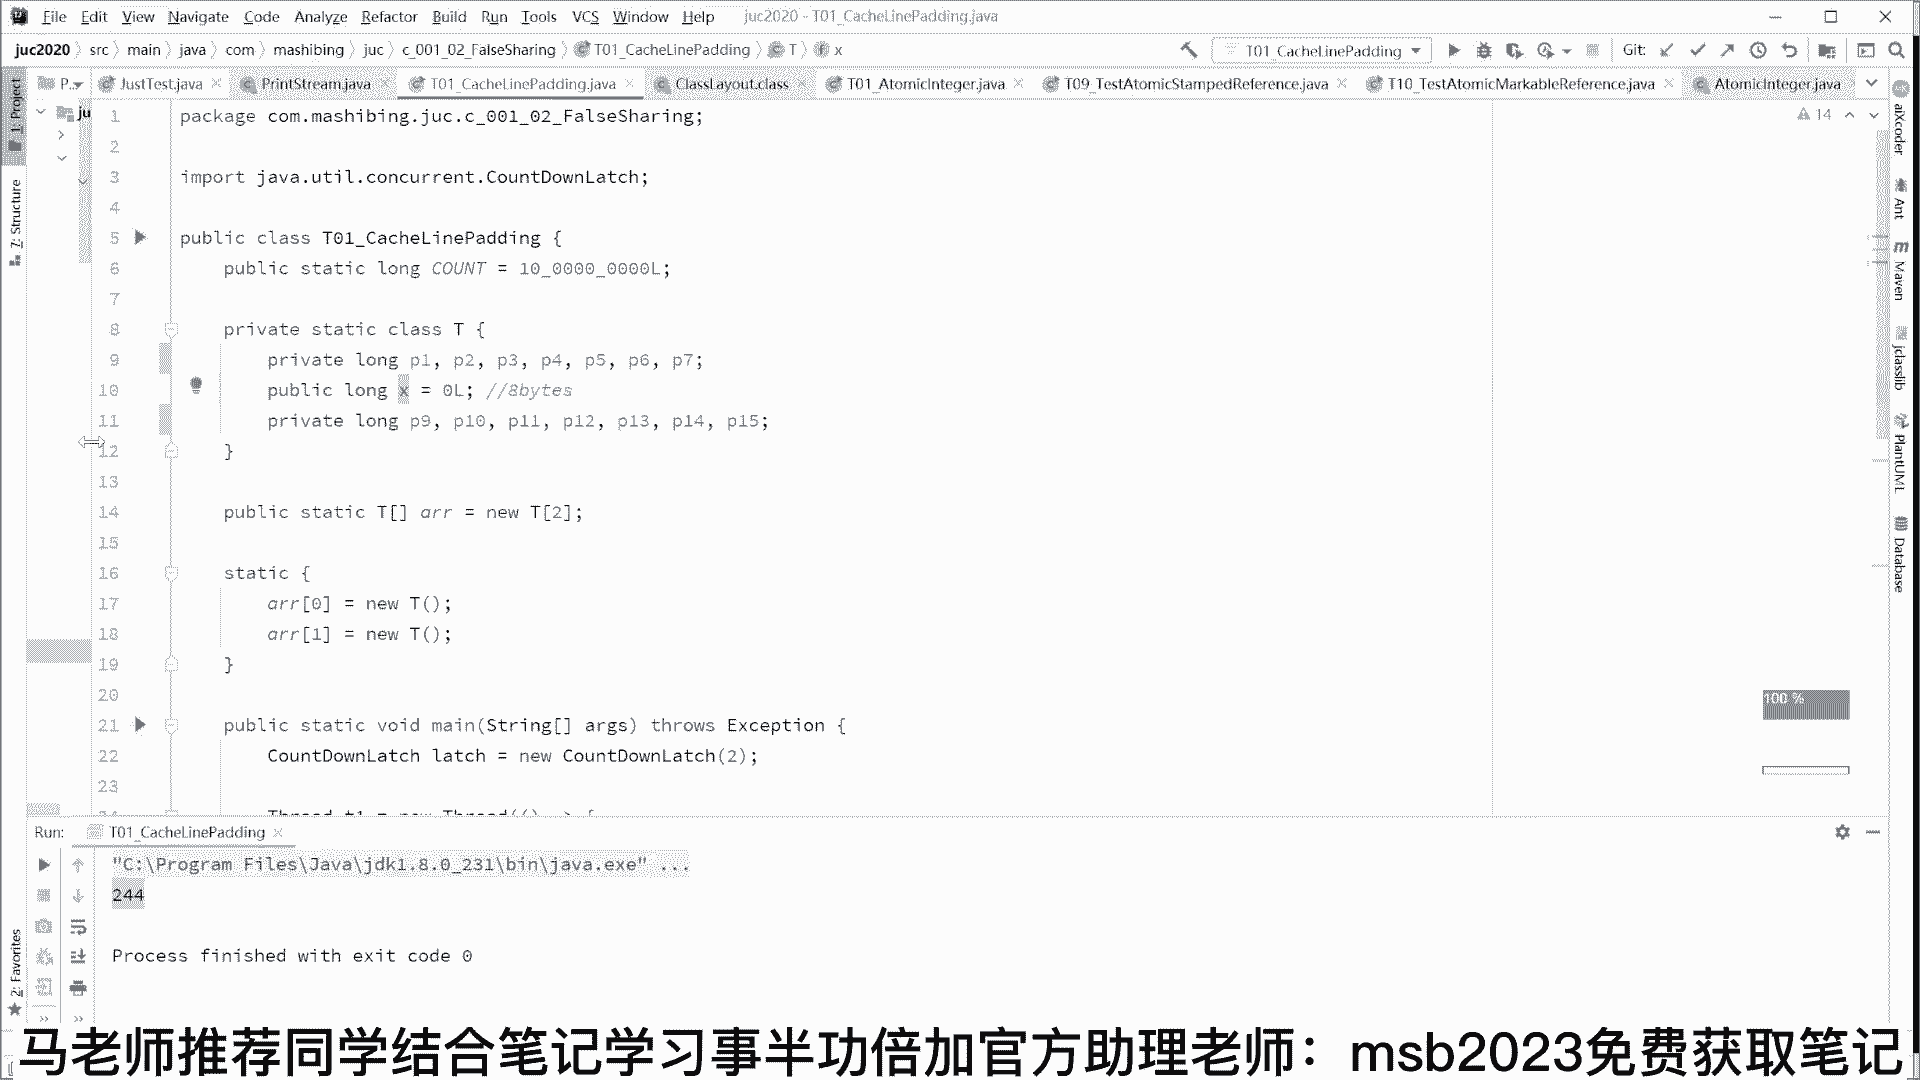 File Edit View Navigate Code Analyze Refactor Build Run Tools VCS Window Help juc2020 - T01_CacheLinePadding.java
juc2020 src main java com mashibing juc c_001_02_FalseSharing T01_CacheLinePadding T x T01_CacheLinePadding Git:
P.. JustTest.java PrintStream.java T01_CacheLinePadding.java ClassLayout.class T01_AtomicInteger.java T09_TestAtomicStampedReference.java T10_TestAtomicMarkableReference.java AtomicInteger.java
1: Project
7: Structure
2: Favorites
ju
14
1 package com.mashibing.juc.c_001_02_FalseSharing;
2
3 import java.util.concurrent.CountDownLatch;
4
5 public class T01_CacheLinePadding {
6 public static long COUNT = 10_0000_0000L;
7
8 private static class T {
9 private long p1, p2, p3, p4, p5, p6, p7;
10 public long x = 0L; //8bytes
11 private long p9, p10, p11, p12, p13, p14, p15;
12 }
13
14 public static T[] arr = new T[2];
15
16 static {
17 arr[0] = new T();
18 arr[1] = new T();
19 }
20
21 public static void main(String[] args) throws Exception {
22 CountDownLatch latch = new CountDownLatch(2);
23
100 %
aiXcoder
Ant
Maven
jclasslib
PlantUML
Database
Run: T01_CacheLinePadding
"C:\Program Files\Java\jdk1.8.0_231\bin\java.exe" ...
244
Process finished with exit code 0
马老师推荐同学结合笔记学习事半功倍加官方助理老师：msb2023免费获取笔记